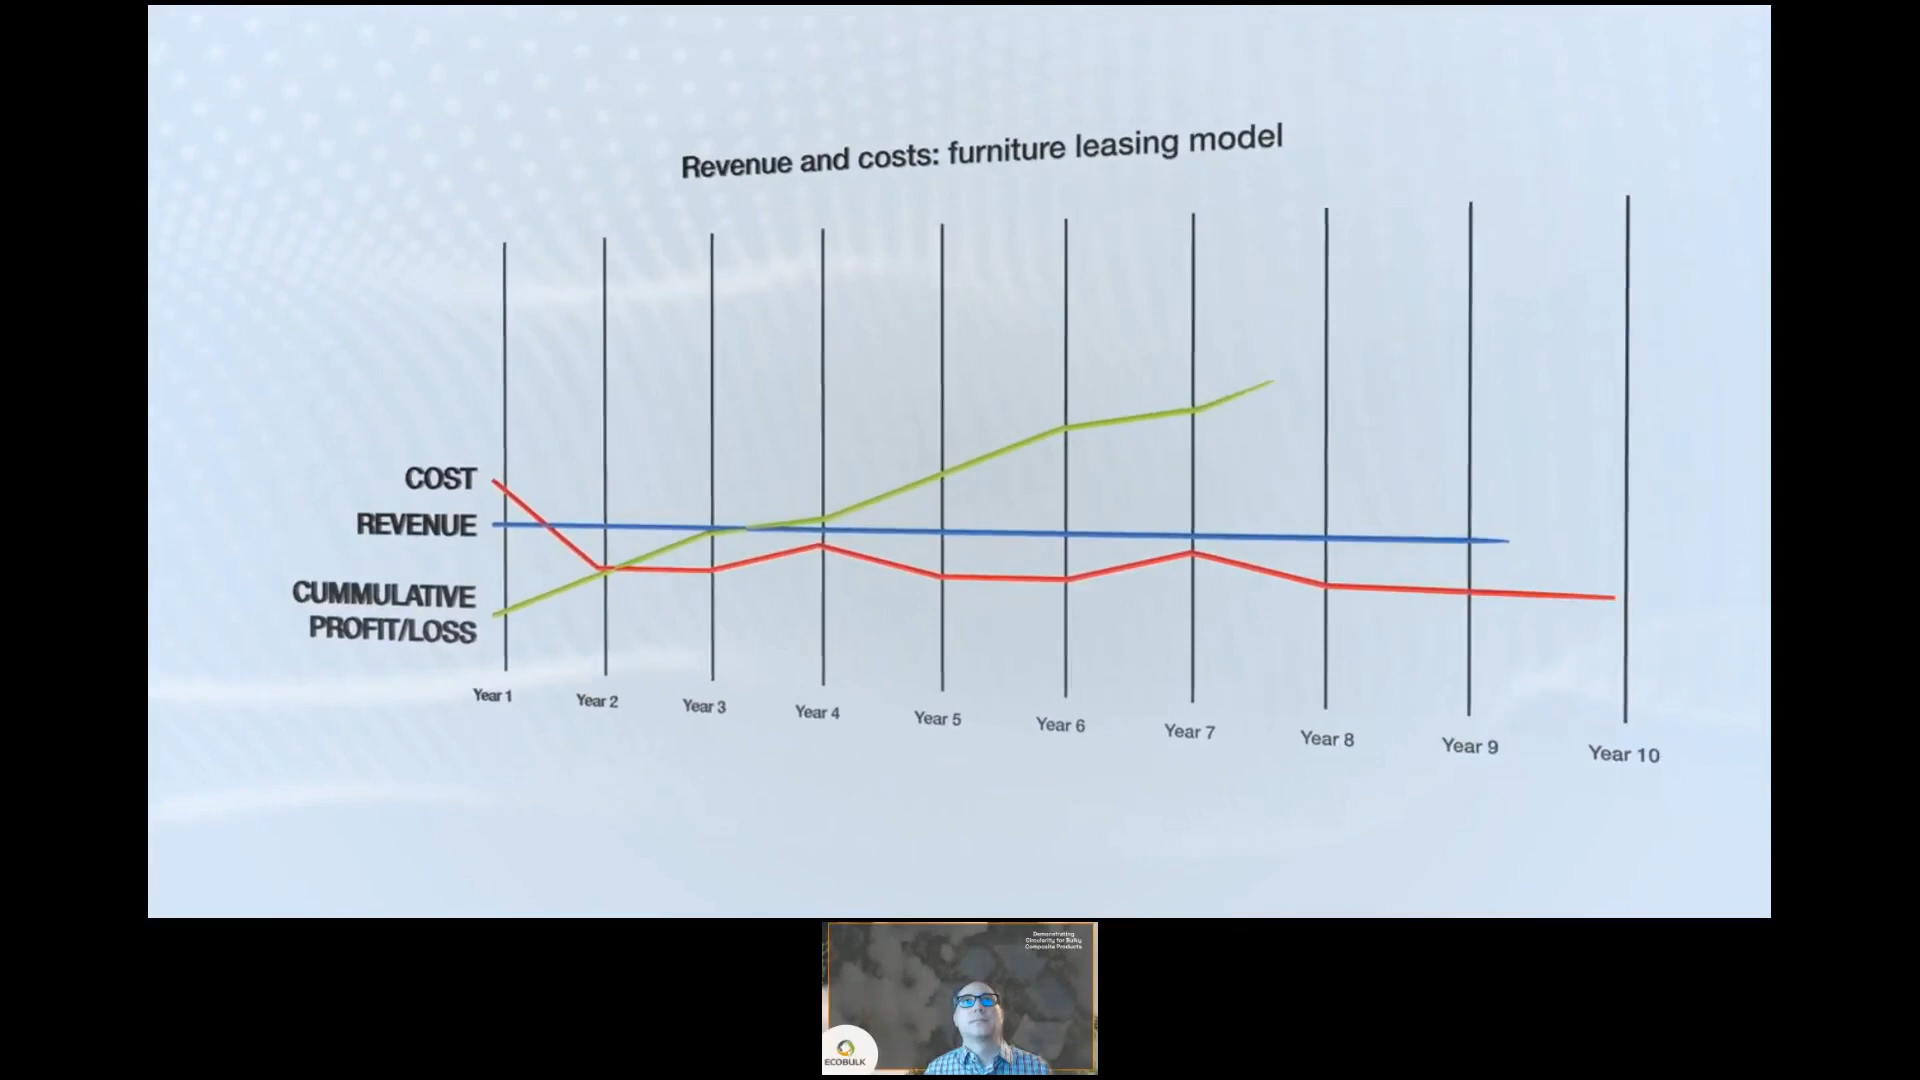 Revenue and costs: furniture leasing model
COST
REVENUE
CUMMULATIVE
PROFIT/LOSS
Year 1
Year 2
Year 3
Year 4
Year 5
Year 6
Year 7
Year 8
Year 9
Year 10
Demonstrating
Circularity for Bulky
Composite Products
ECOBULK